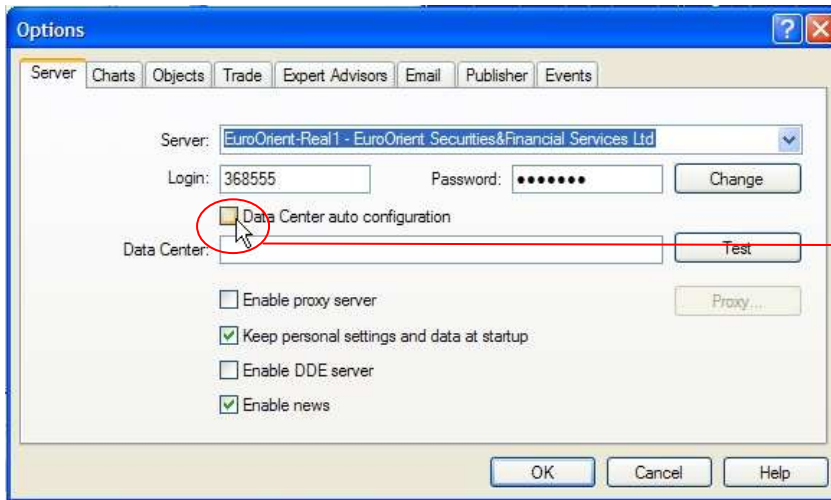 Options
Server Charts Objects Trade Expert Advisors Email Publisher Events
Server: EuroOrient-Real1 - EuroOrient Securities&Financial Services Ltd
Login: 368555 Password: ••••••• Change
Data Center auto configuration
Data Center: Test
Enable proxy server Proxy...
Keep personal settings and data at startup
Enable DDE server
Enable news
OK Cancel Help